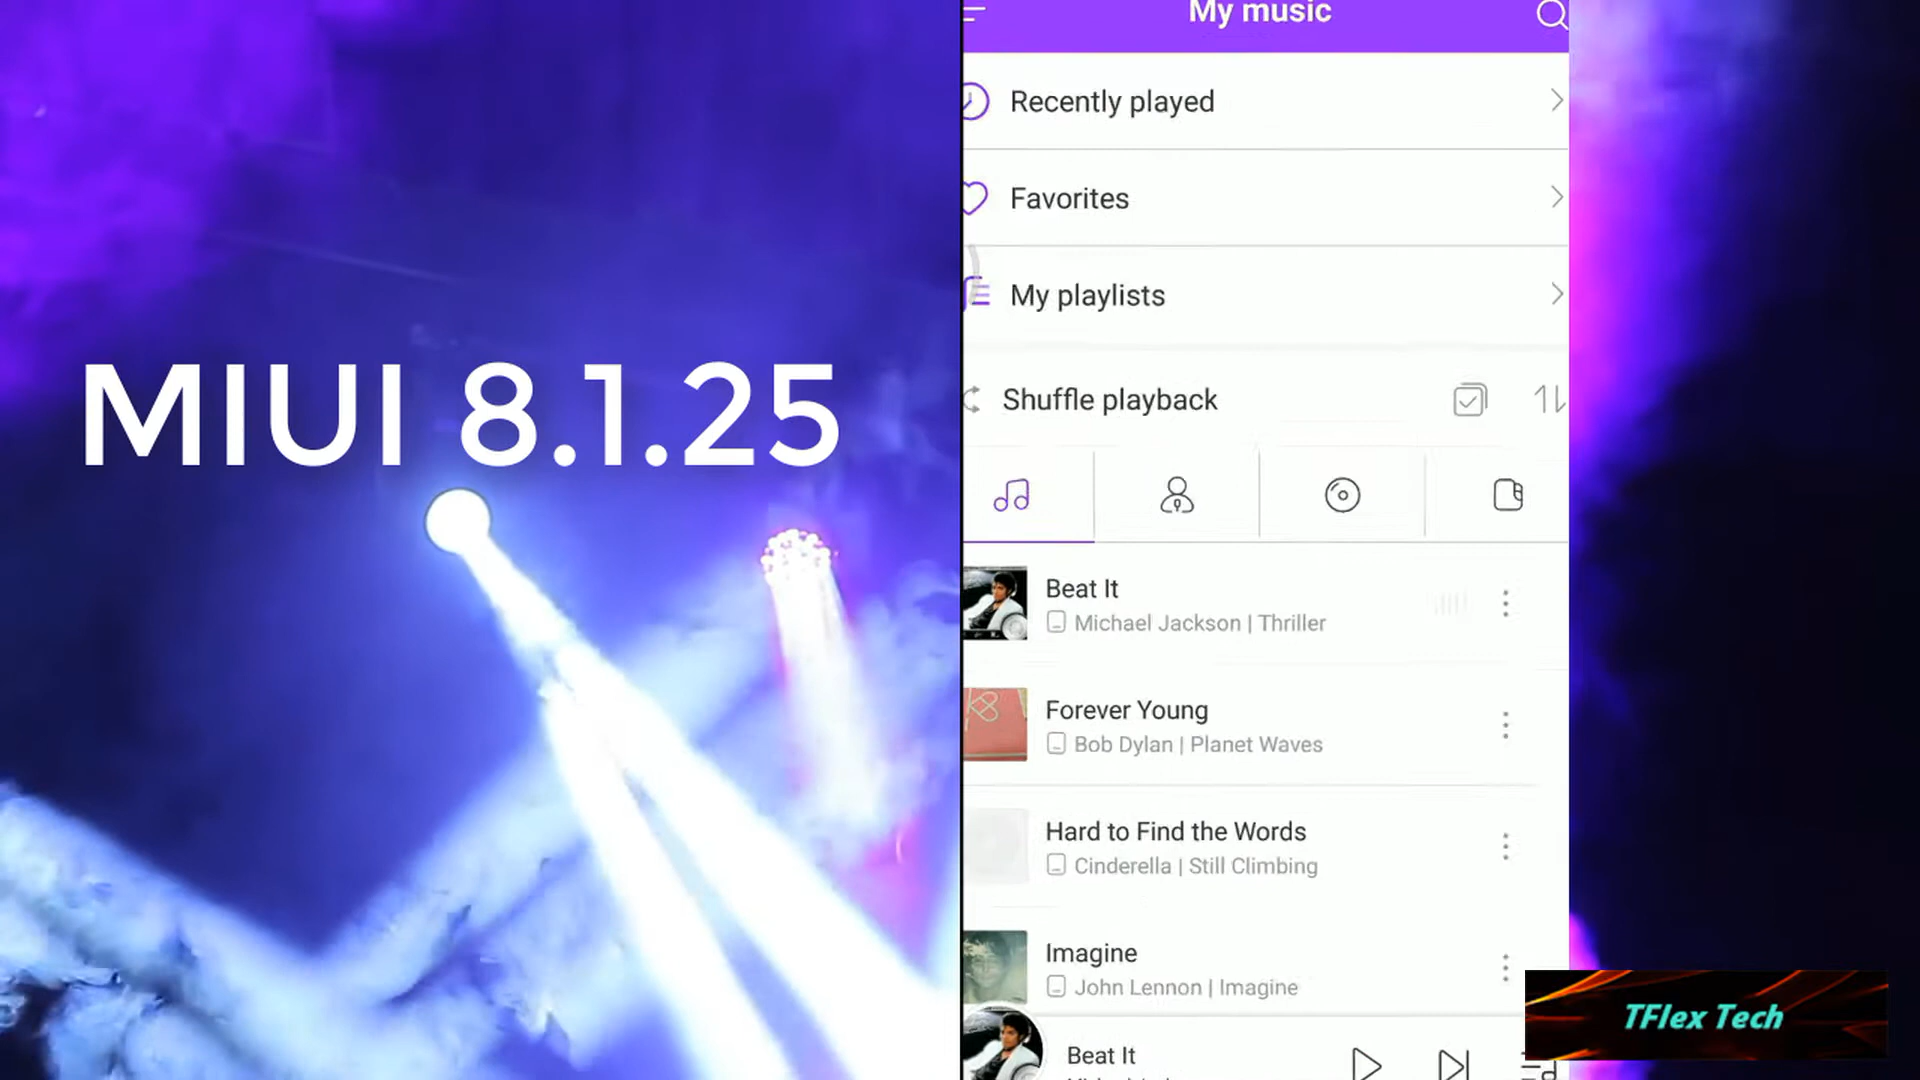 MIUI 8.1.25
My music
Recently played
Favorites
My playlists
Shuffle playback
Beat It
Michael Jackson | Thriller
Forever Young
Bob Dylan | Planet Waves
Hard to Find the Words
Cinderella | Still Climbing
Imagine
John Lennon | Imagine
Beat It
TFlex Tech